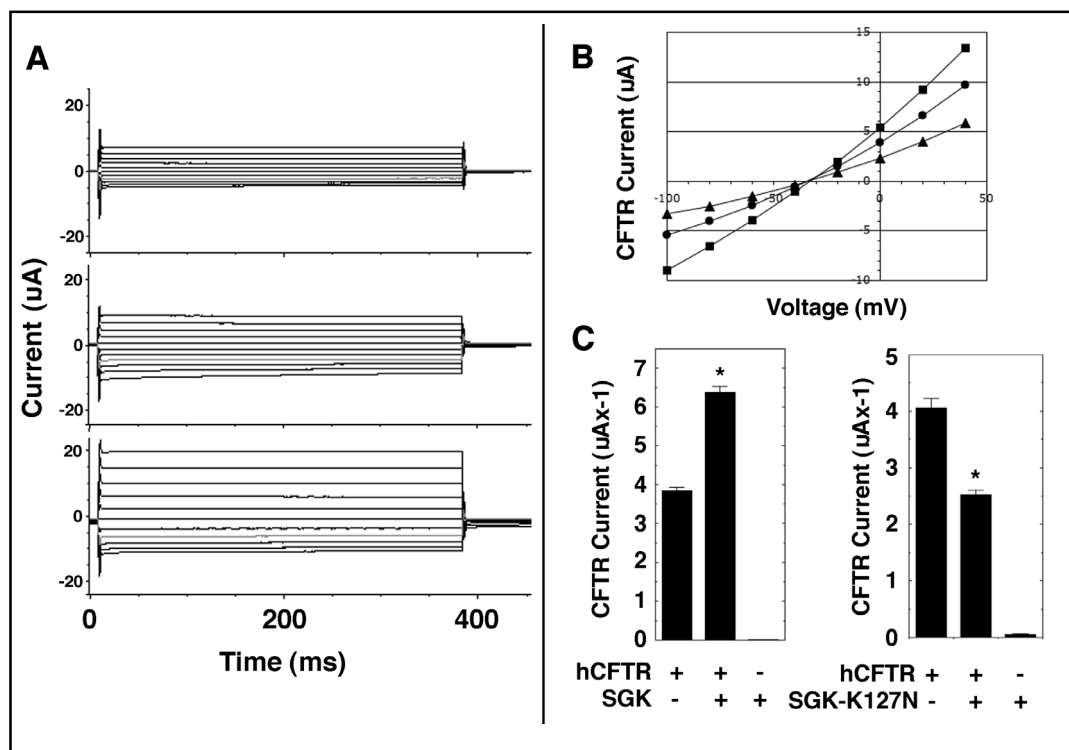 A
20
0
-20
20
0
-20
20
0
-20
0
200
400
Current (uA)
Time (ms)
B
CFTR Current (uA)
15
10
5
0
-5
-10
-100
-50
0
50
Voltage (mV)
C
CFTR Current (uAx-1)
7
6
5
4
3
2
1
0
*
hCFTR + + -
SGK - + +
CFTR Current (uAx-1)
5
4
3
2
1
0
*
hCFTR + + -
SGK-K127N - + +